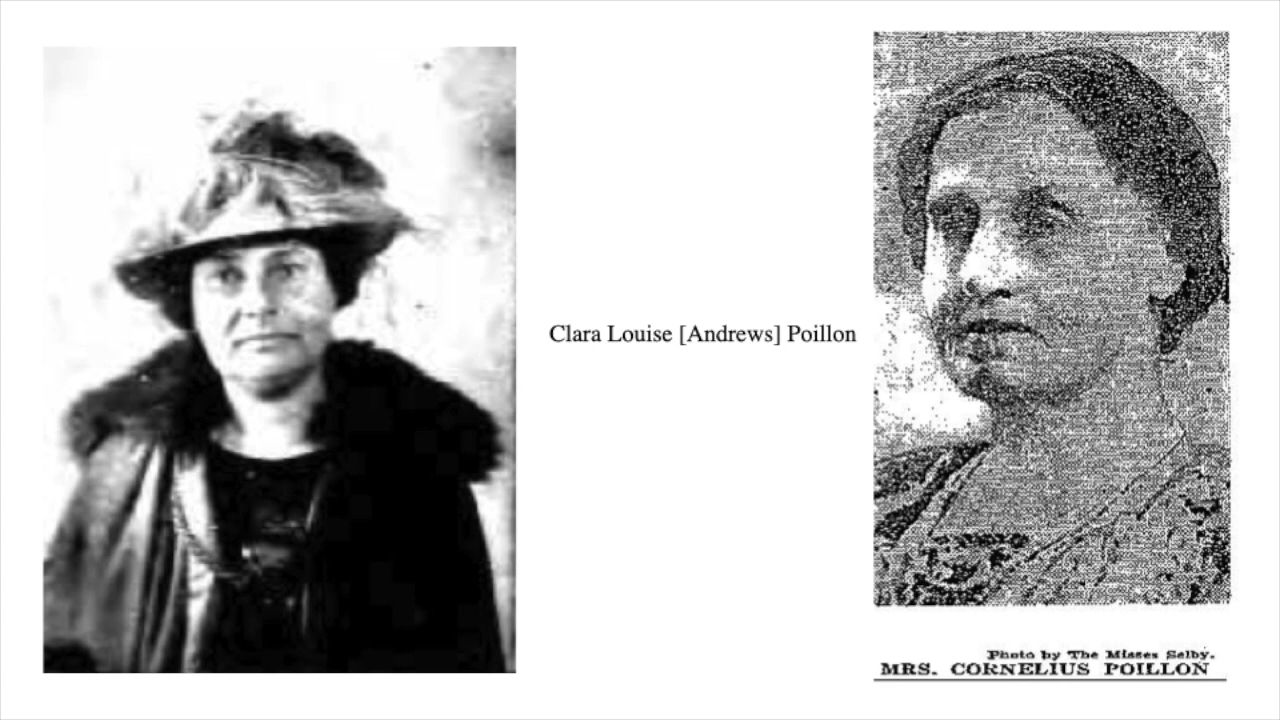 Clara Louise [Andrews] Poillon
Photo by The Misses Selby.
MRS. CORNELIUS POILLON